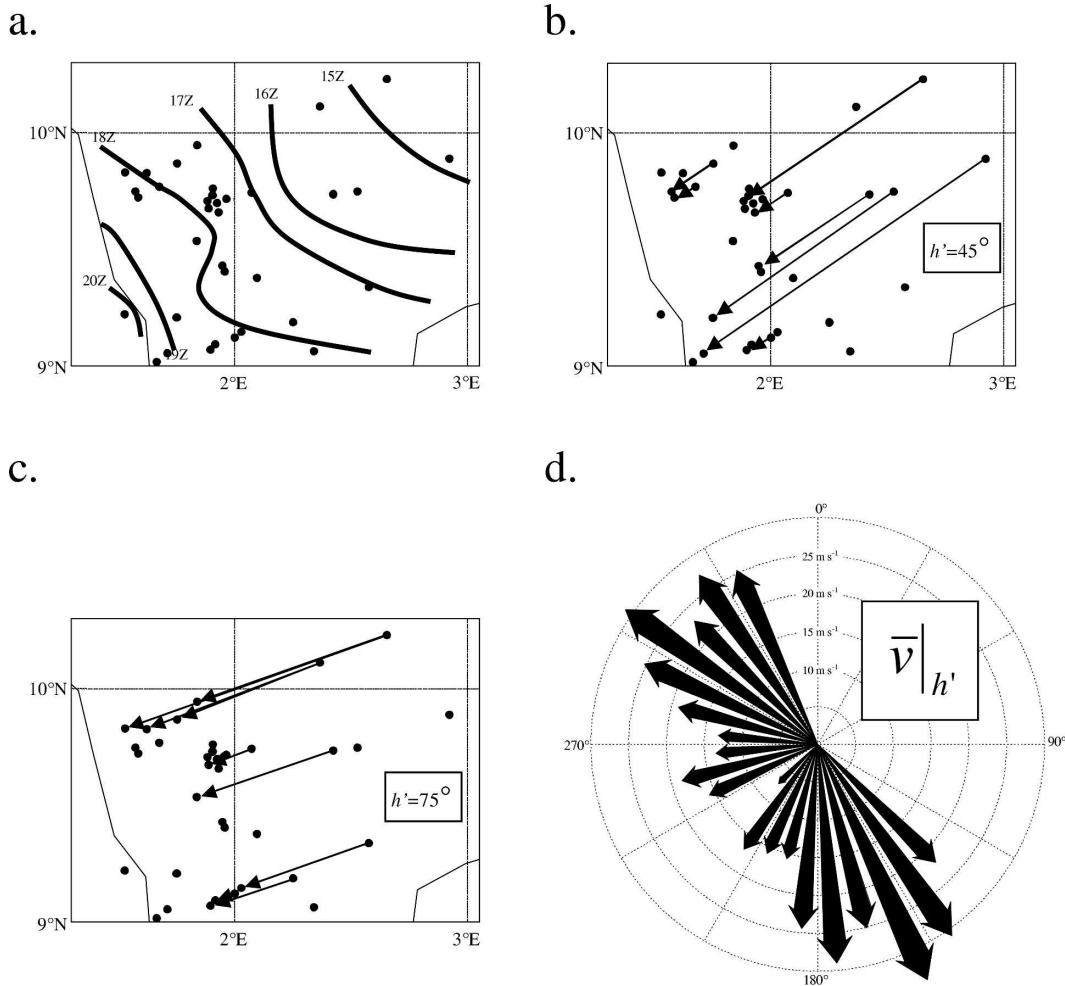 a.
15Z
16Z
17Z
18Z
20Z
19Z
10°N
9°N
2°E
3°E
b.
10°N
9°N
2°E
3°E
h'=45°
c.
10°N
9°N
2°E
3°E
h'=75°
d.
0°
25 m s-1
20 m s-1
15 m s-1
10 m s-1
270°
90°
180°
v̅|h'